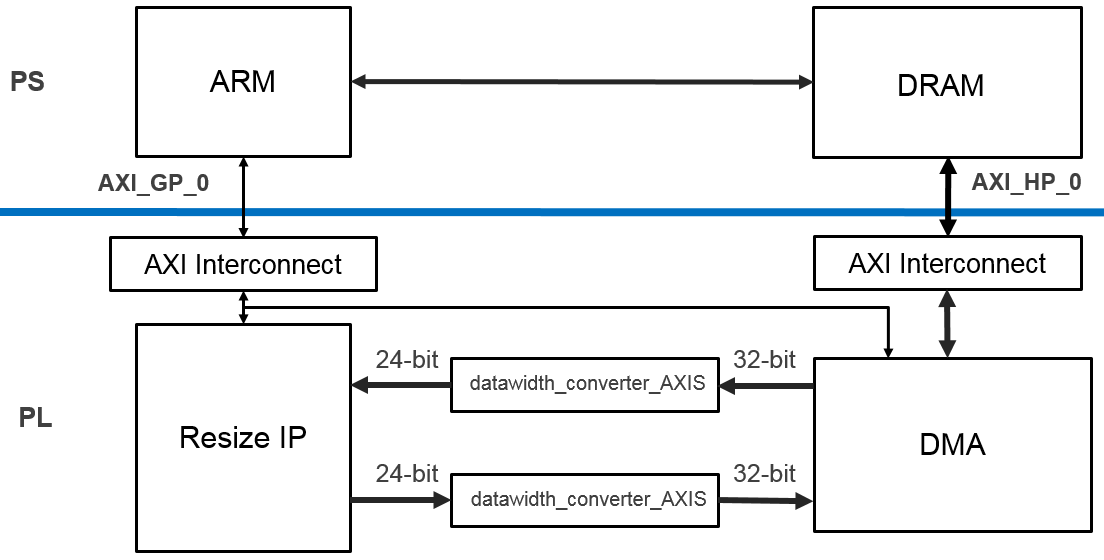 PS
ARM
DRAM
AXI_GP_0
AXI_HP_0
AXI Interconnect
AXI Interconnect
PL
Resize IP
24-bit
datawidth_converter_AXIS
32-bit
24-bit
datawidth_converter_AXIS
32-bit
DMA